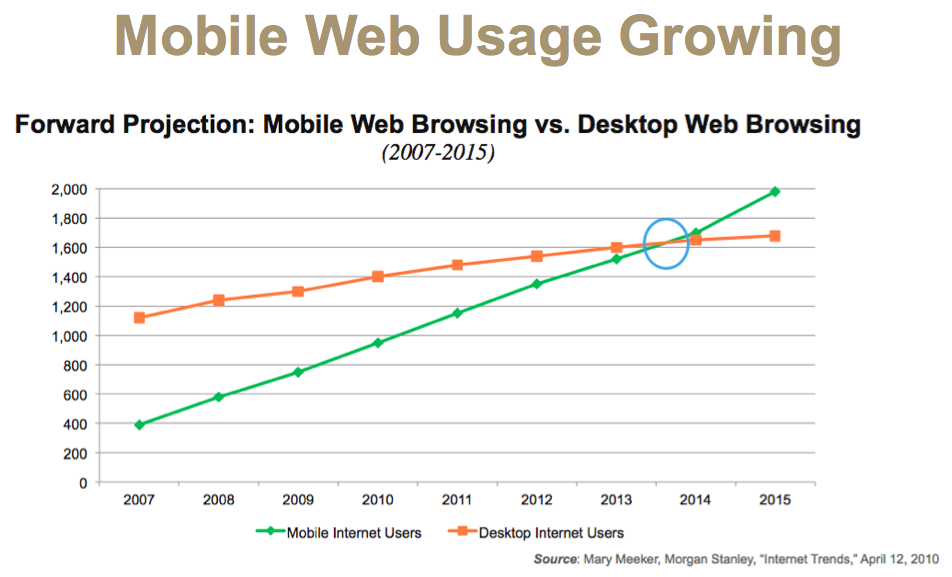 Mobile Web Usage Growing
Forward Projection: Mobile Web Browsing vs. Desktop Web Browsing
(2007-2015)
2,000
1,800
1,600
1,400
1,200
1,000
800
600
400
200
0
2007 2008 2009 2010 2011 2012 2013 2014 2015
Mobile Internet Users Desktop Internet Users
Source: Mary Meeker, Morgan Stanley, "Internet Trends," April 12, 2010